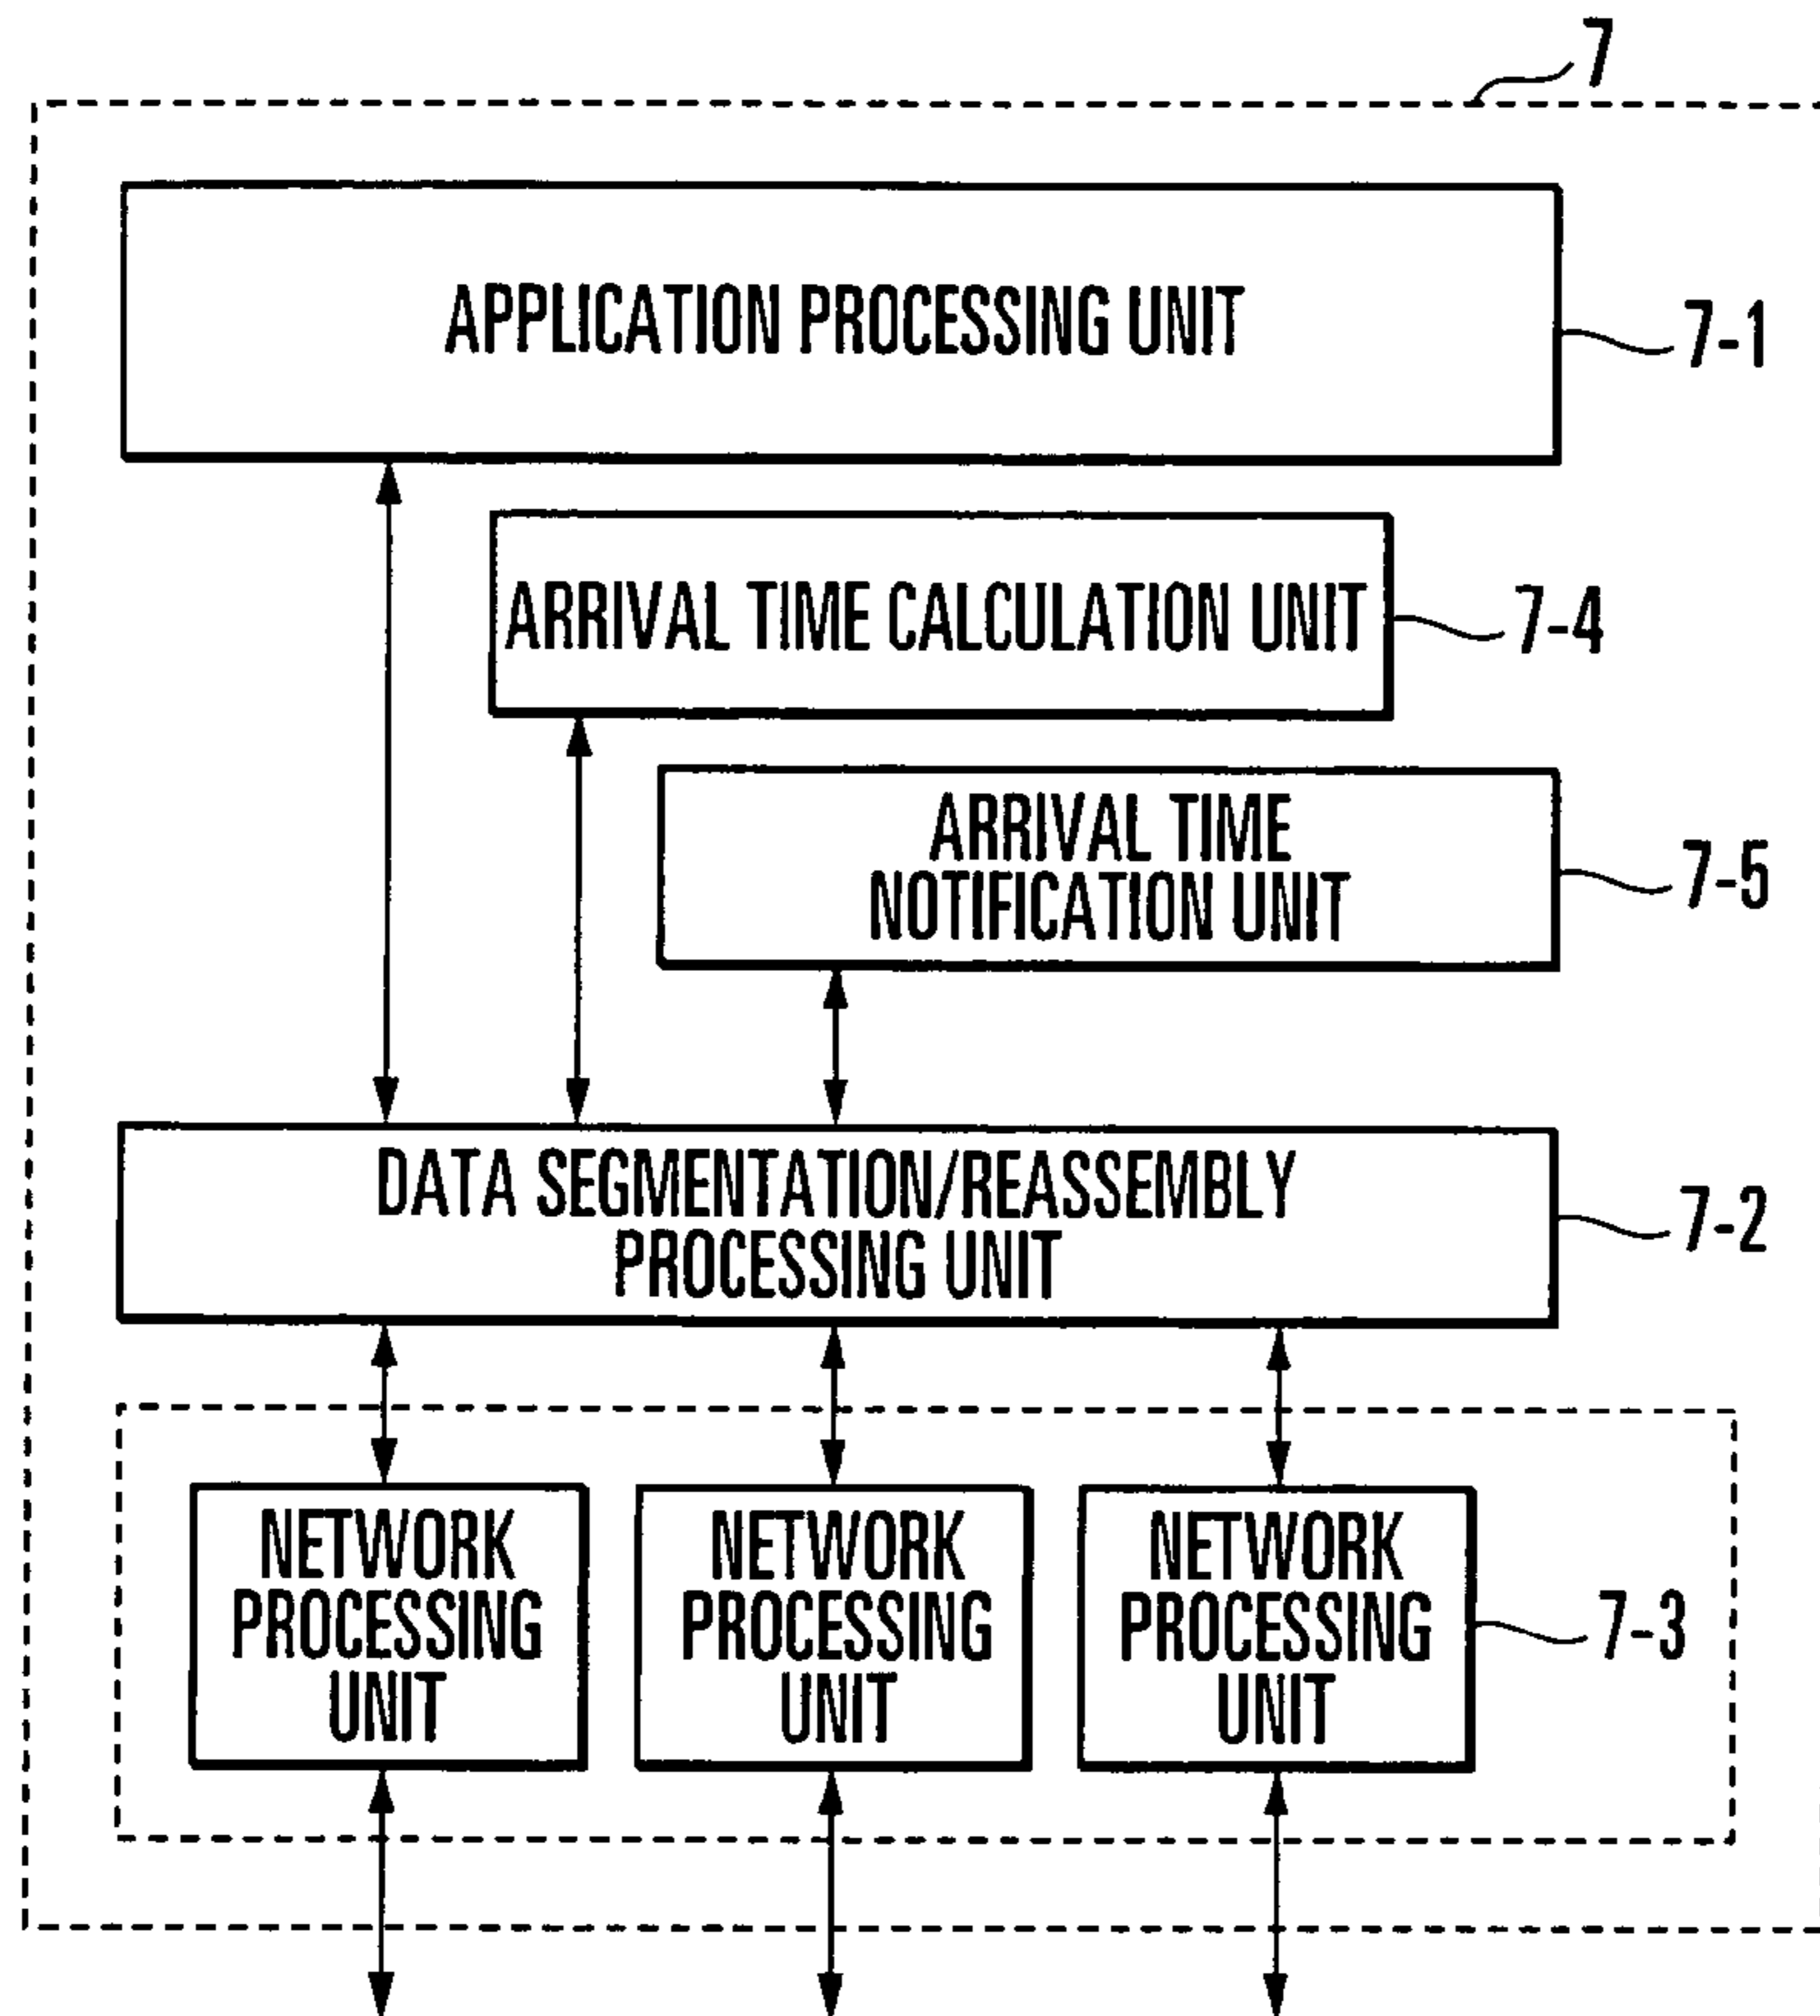 7
APPLICATION PROCESSING UNIT
7-1
ARRIVAL TIME CALCULATION UNIT
7-4
ARRIVAL TIME
NOTIFICATION UNIT
7-5
DATA SEGMENTATION/REASSEMBLY
PROCESSING UNIT
7-2
NETWORK
PROCESSING
UNIT
NETWORK
PROCESSING
UNIT
NETWORK
PROCESSING
UNIT
7-3